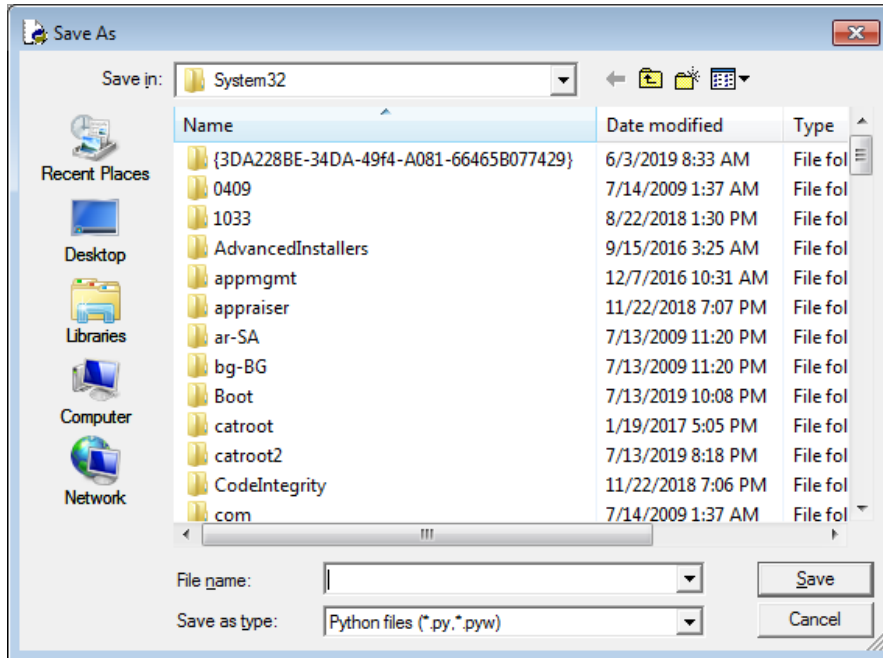 Save As
Save in: System32
Name Date modified Type
{3DA228BE-34DA-49f4-A081-66465B077429} 6/3/2019 8:33 AM File fol
0409 7/14/2009 1:37 AM File fol
1033 8/22/2018 1:30 PM File fol
AdvancedInstallers 9/15/2016 3:25 AM File fol
appmgmt 12/7/2016 10:31 AM File fol
appraiser 11/22/2018 7:07 PM File fol
ar-SA 7/13/2009 11:20 PM File fol
bg-BG 7/13/2009 11:20 PM File fol
Boot 7/13/2019 10:08 PM File fol
catroot 1/19/2017 5:05 PM File fol
catroot2 7/13/2019 8:18 PM File fol
CodeIntegrity 11/22/2018 7:06 PM File fol
com 7/14/2009 1:37 AM File fol
Recent Places
Desktop
Libraries
Computer
Network
File name:
Save
Save as type: Python files (*.py,*.pyw)
Cancel